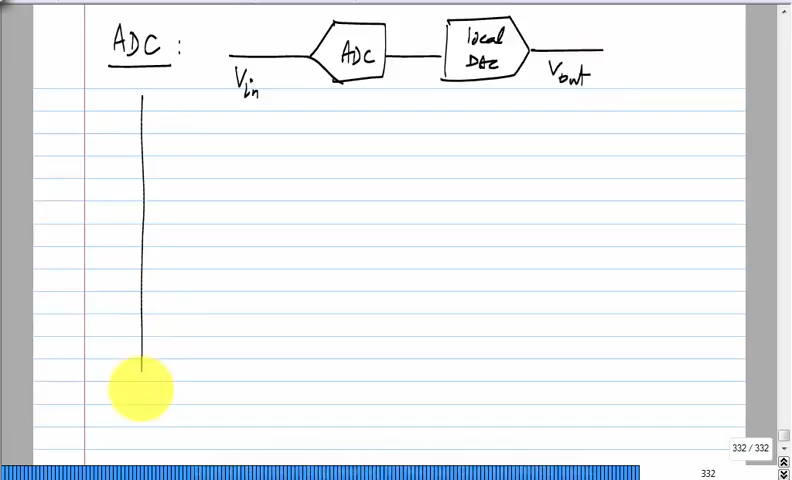 ADC :
Vin
ADC
local
DAC
Vout
332 / 332
332